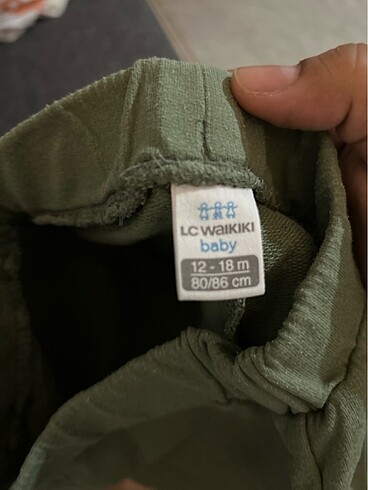 LC WAIKIKI
baby
12 - 18 m
80/86 cm